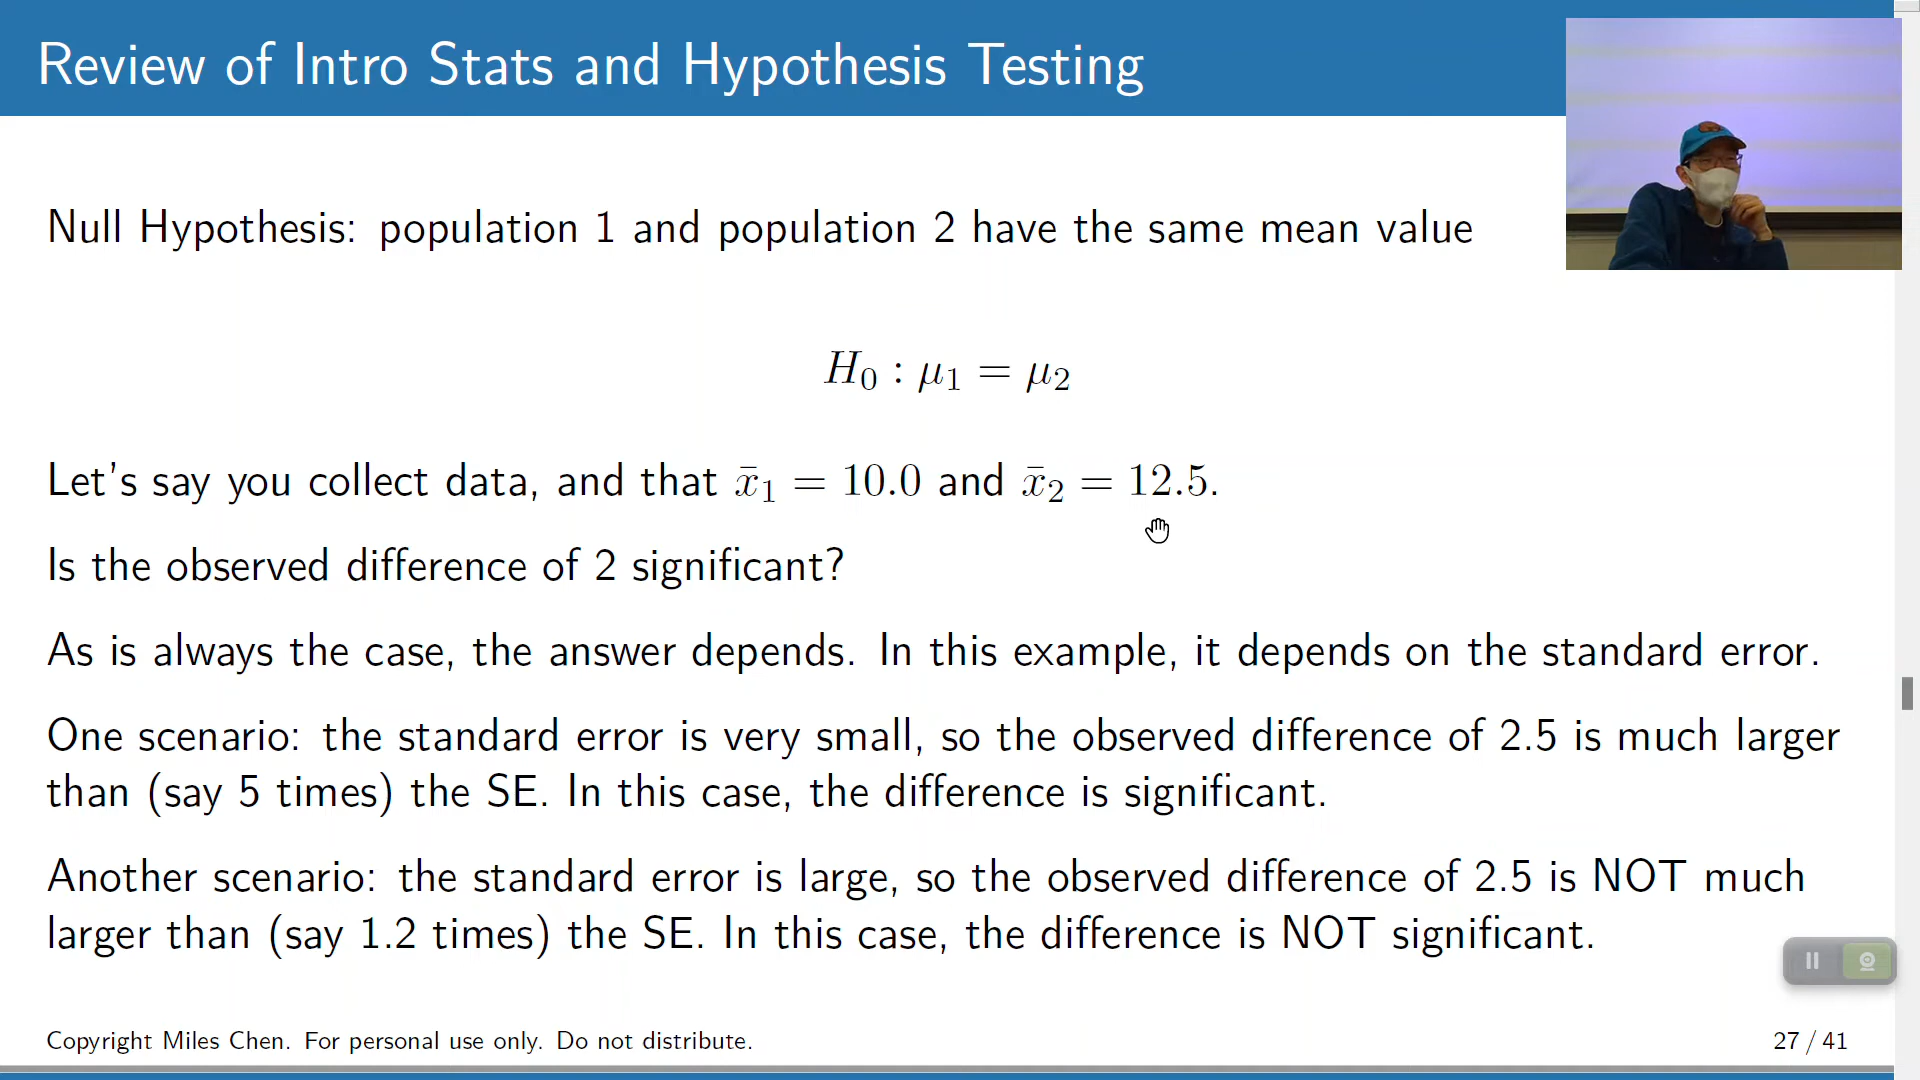 Review of Intro Stats and Hypothesis Testing
Null Hypothesis: population 1 and population 2 have the same mean value
H₀ : μ₁ = μ₂
Let's say you collect data, and that x̄₁ = 10.0 and x̄₂ = 12.5.
Is the observed difference of 2 significant?
As is always the case, the answer depends. In this example, it depends on the standard error.
One scenario: the standard error is very small, so the observed difference of 2.5 is much larger
than (say 5 times) the SE. In this case, the difference is significant.
Another scenario: the standard error is large, so the observed difference of 2.5 is NOT much
larger than (say 1.2 times) the SE. In this case, the difference is NOT significant.
Copyright Miles Chen. For personal use only. Do not distribute.
27 / 41